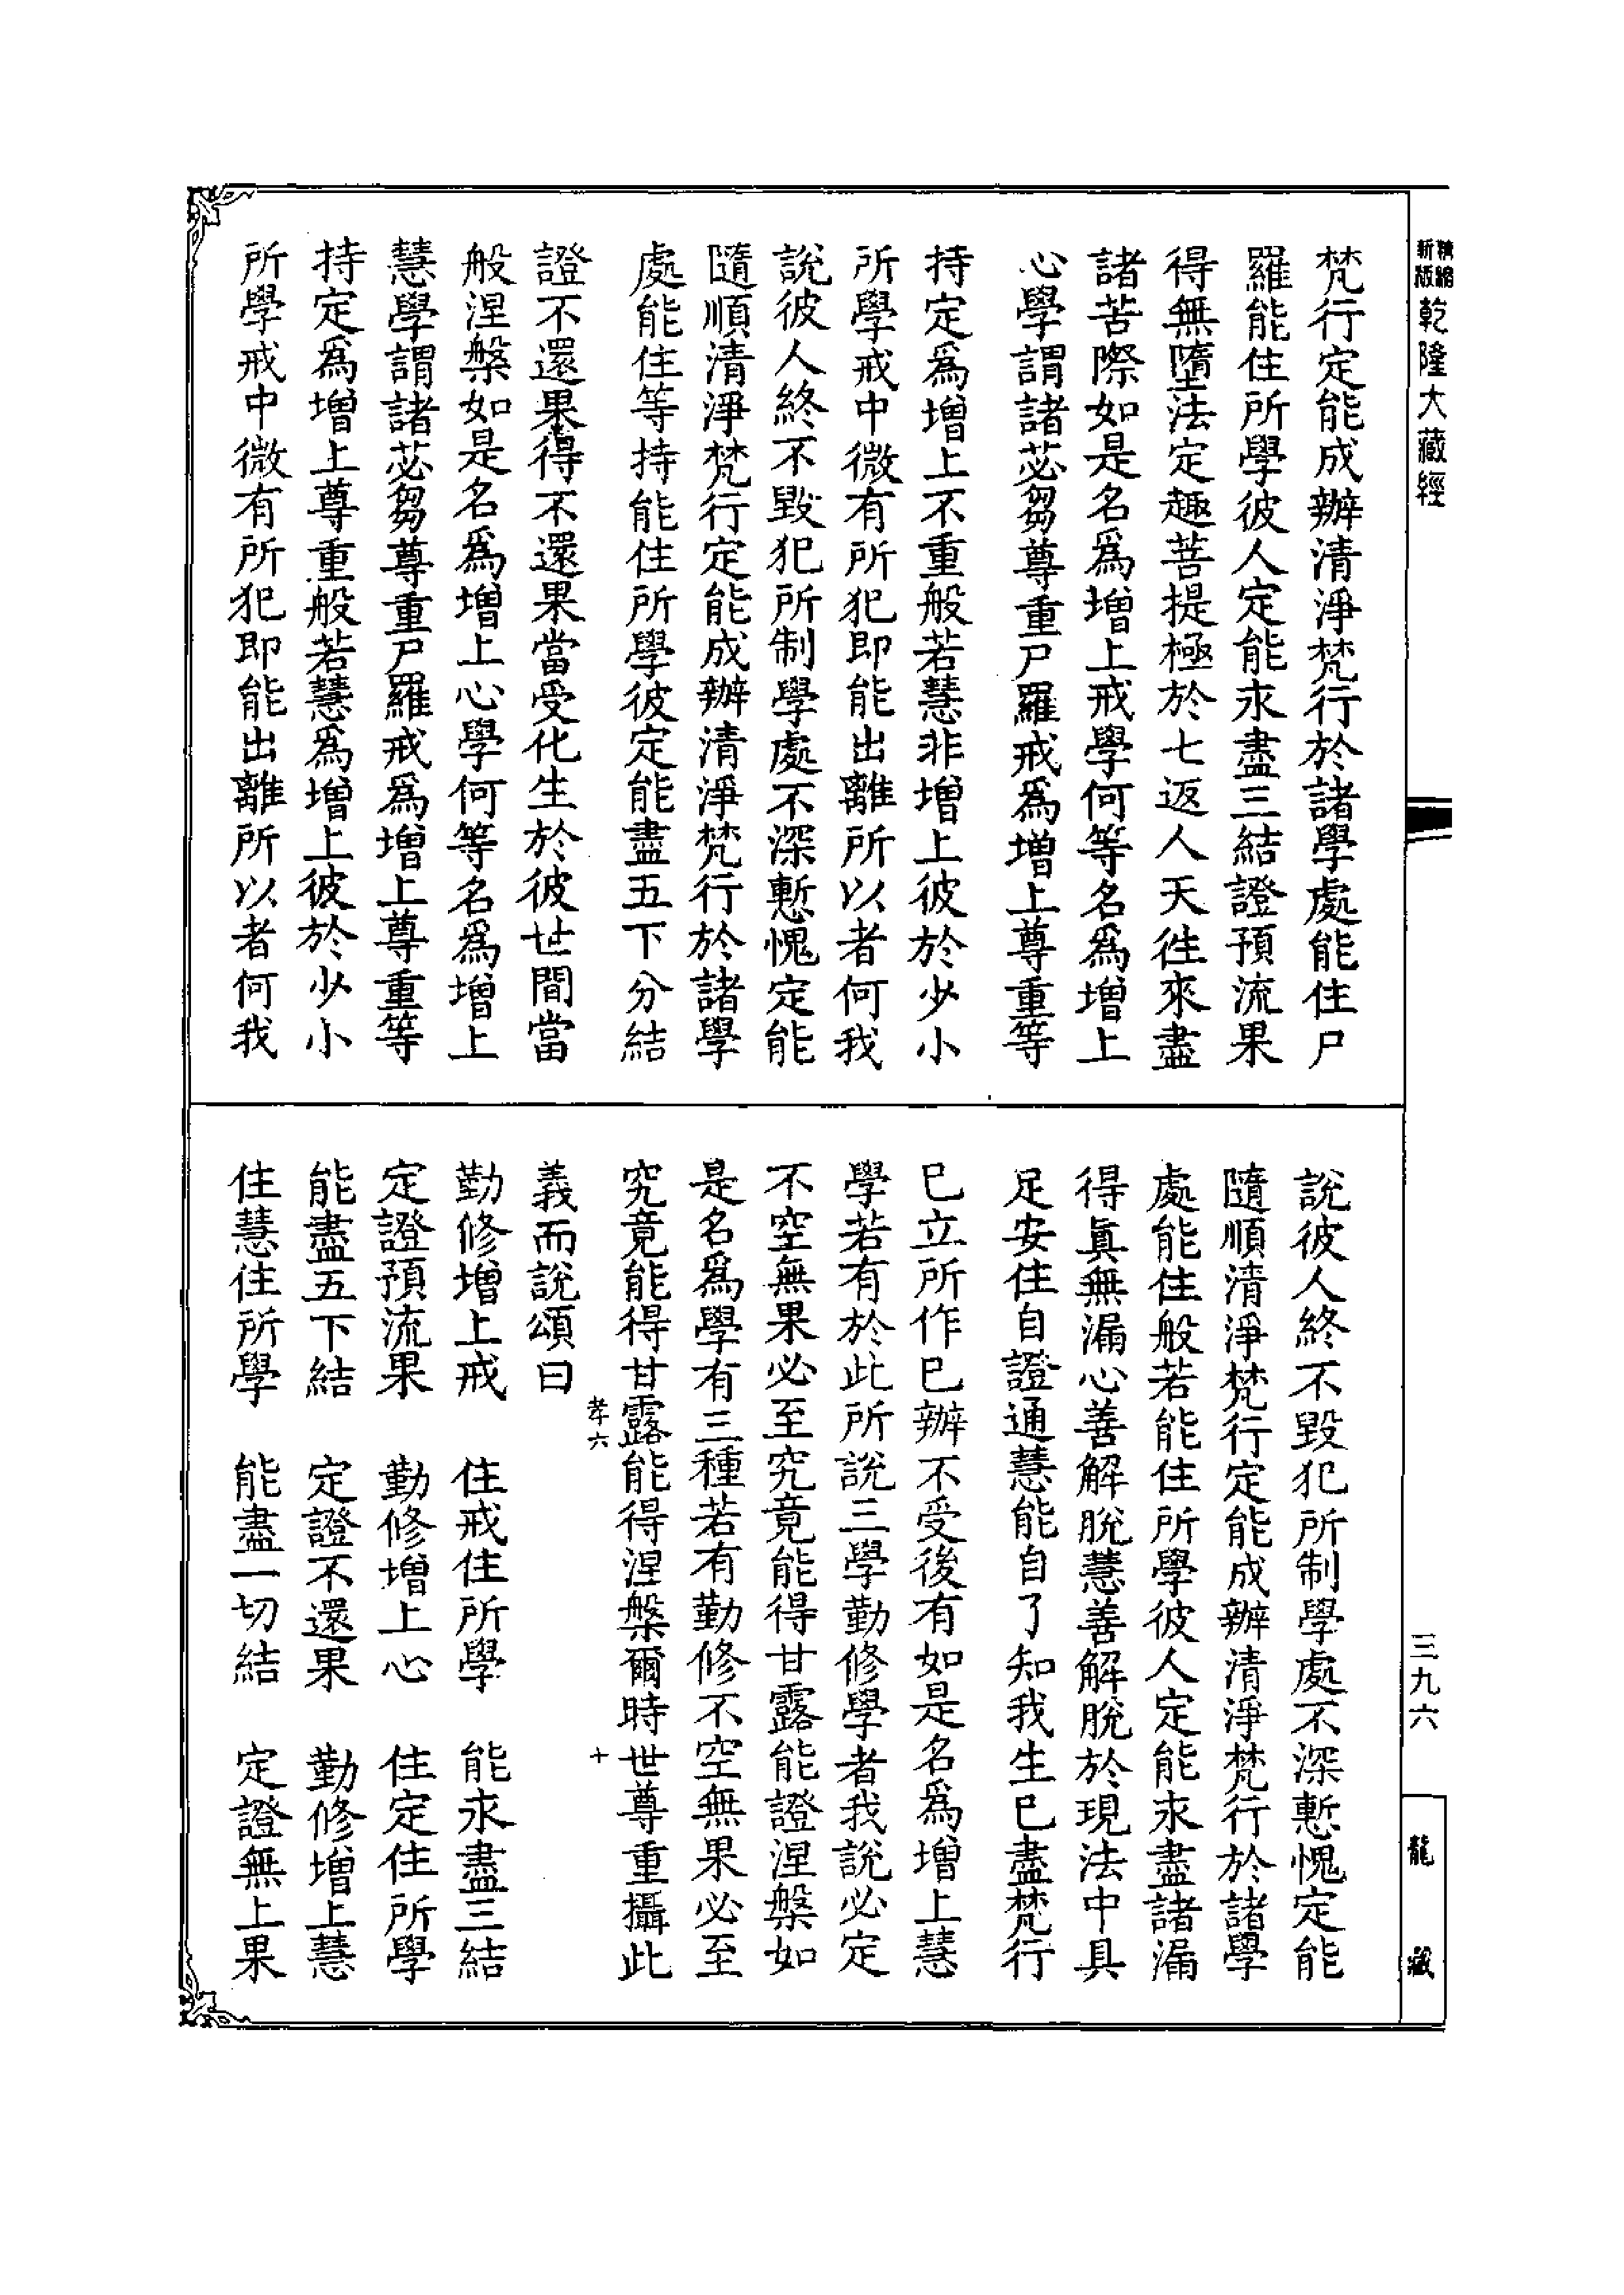 精縮新版乾隆大藏經
梵行定能成辦清淨梵行於諸學處能住尸
羅能住所學彼人定能求盡三結證預流果
得無墮法定趣菩提極於七返人天徃來盡
諸苦際如是名爲增上戒學何等名爲增上
心學謂諸苾芻尊重尸羅戒爲增上尊重等
持定爲增上不重般若慧非增上彼於少小
所學戒中微有所犯即能出離所以者何我
說彼人終不毀犯所制學處不深慙愧定能
隨順清淨梵行定能成辦清淨梵行於諸學
處能住等持能住所學彼定能盡五下分結
證不還果得不還果當受化生於彼世間當
般涅槃如是名爲增上心學何等名爲增上
慧學謂諸苾芻尊重尸羅戒爲增上尊重等
持定爲增上尊重般若慧爲增上彼於少小
所學戒中微有所犯即能出離所以者何我
說彼人終不毀犯所制學處不深慙愧定能
隨順清淨梵行定能成辦清淨梵行於諸學
處能住般若能住所學彼人定能求盡諸漏
得眞無漏心善解脫慧善解脫於現法中具
足安住自證通慧能自了知我生已盡梵行
已立所作已辦不受後有如是名爲增上慧
學若有於此所說三學勤修學者我說必定
不空無果必至究竟能得甘露能證涅槃如
是名爲學有三種若有勤修不空無果必至
究竟能得甘露能得涅槃爾時世尊重攝此
孝六 十
義而說頌曰
勤修增上戒 住戒住所學 能求盡三結
定證預流果 勤修增上心 住定住所學
能盡五下結 定證不還果 勤修增上慧
住慧住所學 能盡一切結 定證無上果
三九六
龍藏